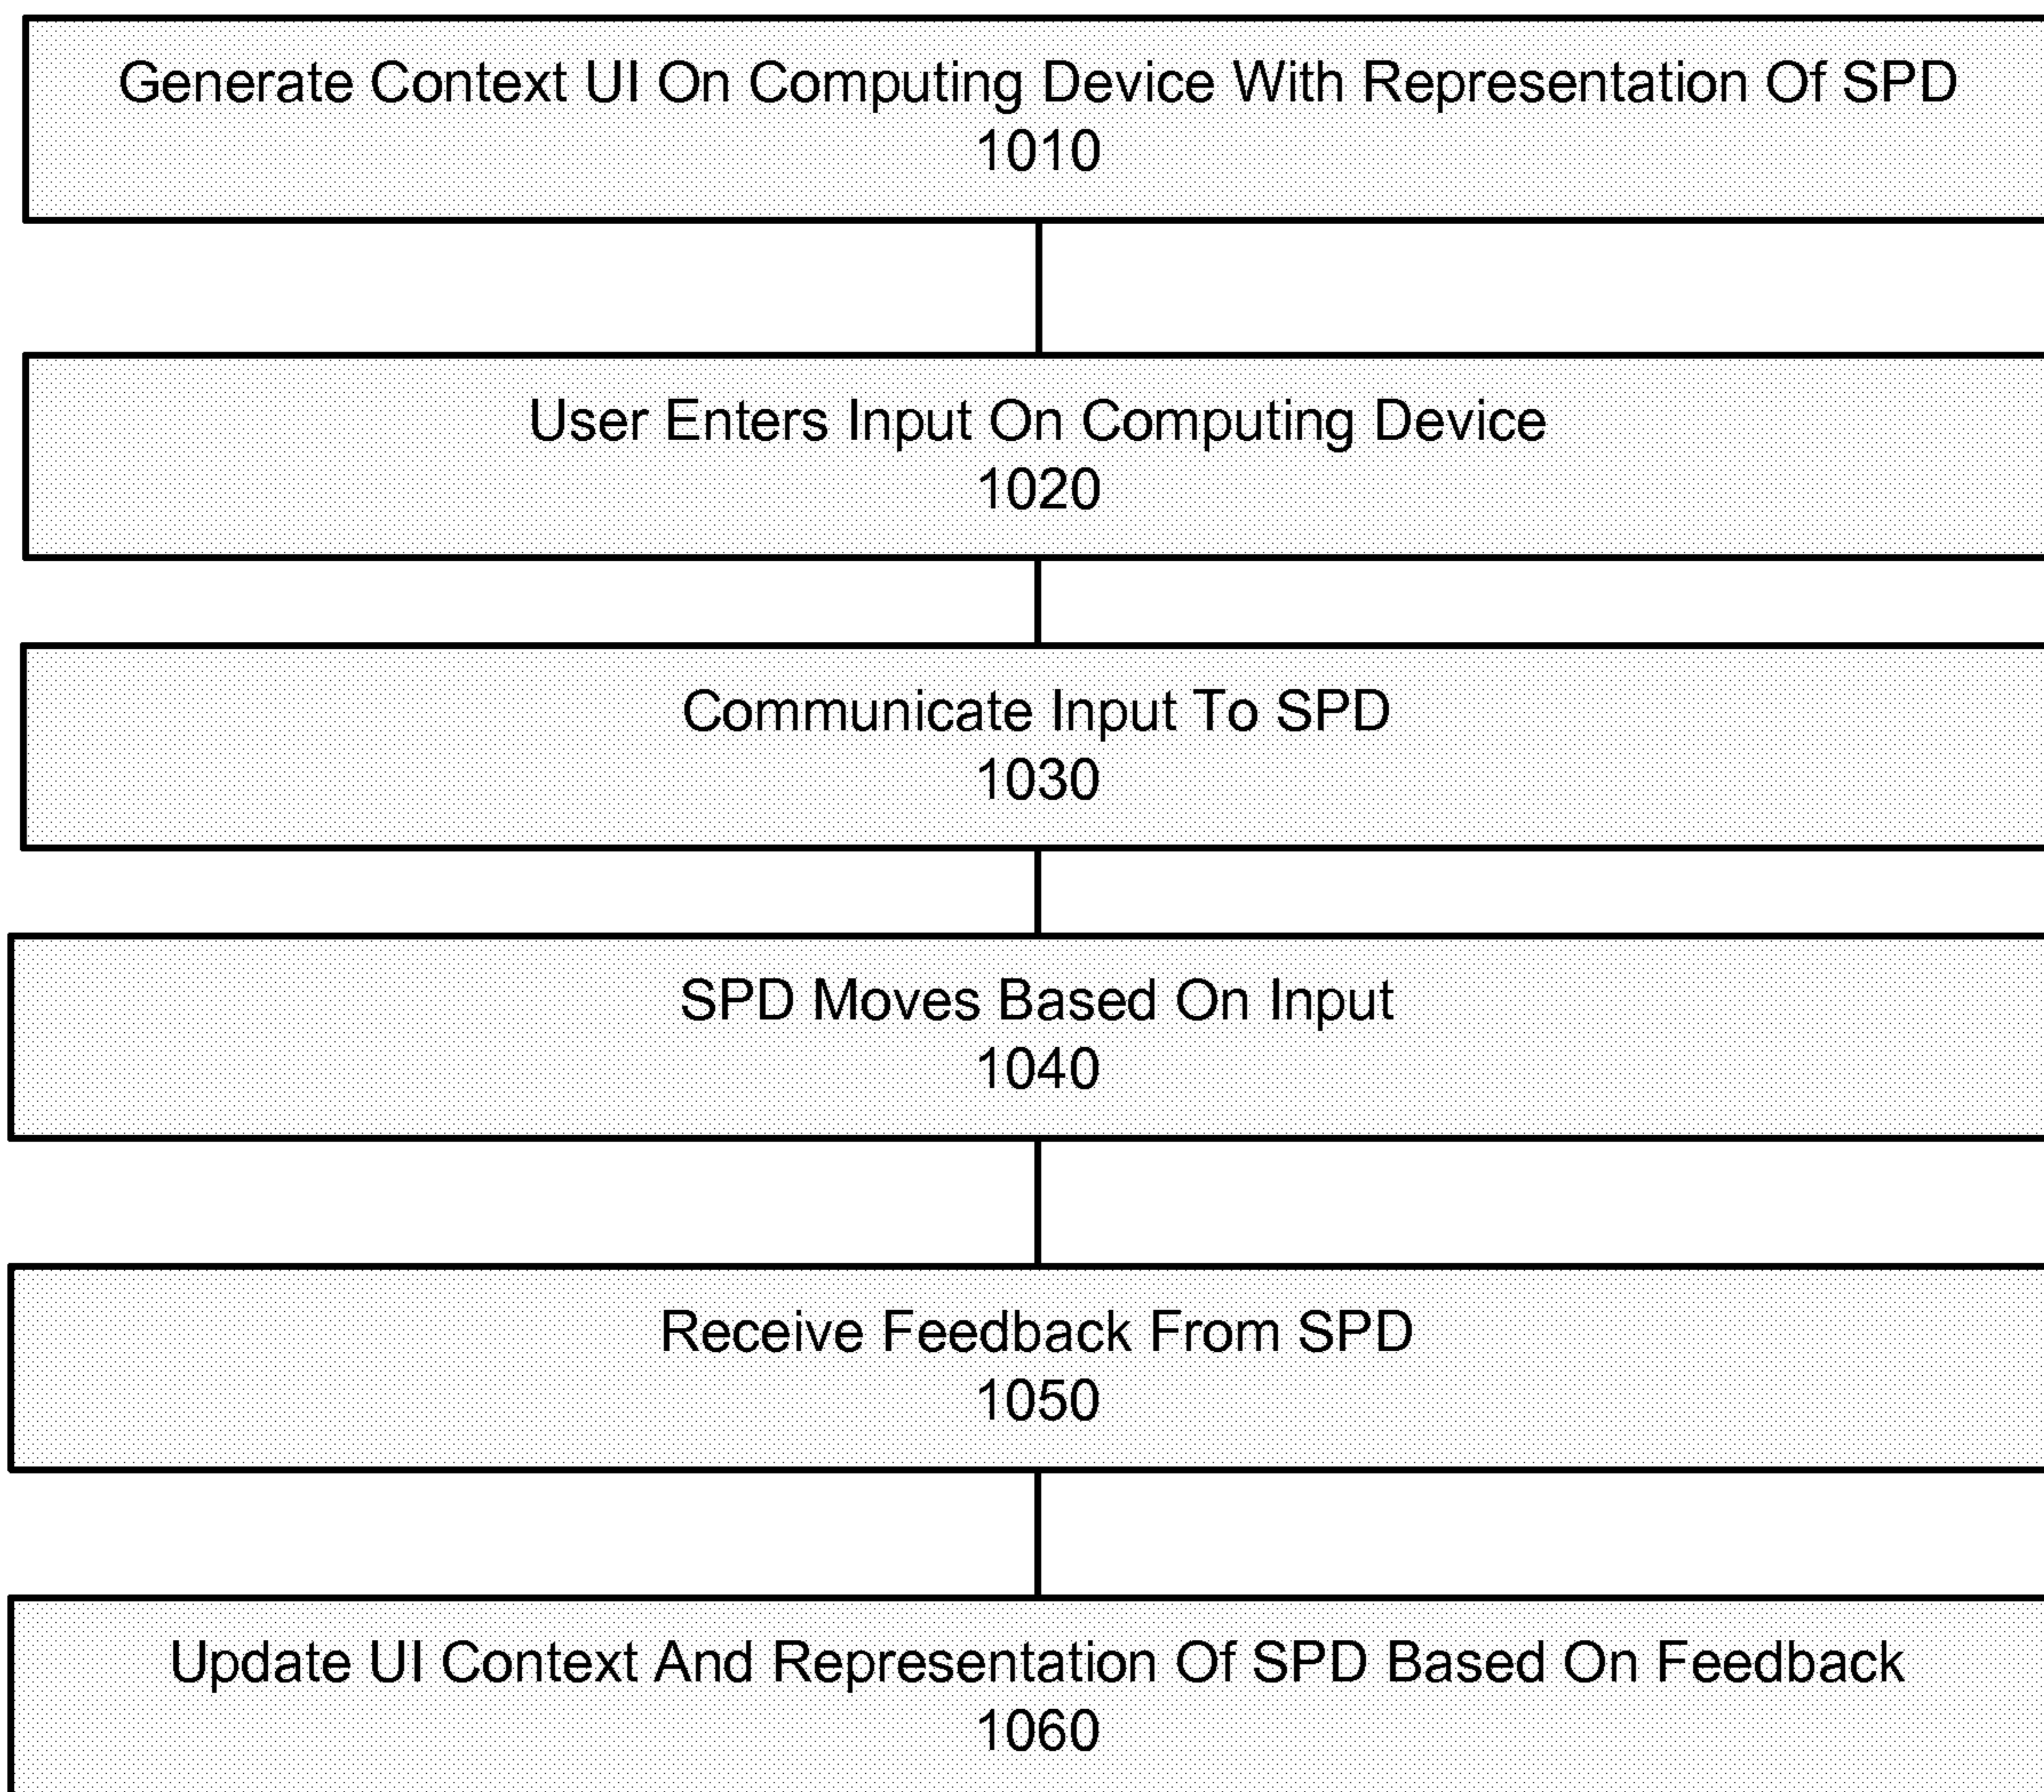 Generate Context UI On Computing Device With Representation Of SPD
1010
User Enters Input On Computing Device
1020
Communicate Input To SPD
1030
SPD Moves Based On Input
1040
Receive Feedback From SPD
1050
Update UI Context And Representation Of SPD Based On Feedback
1060